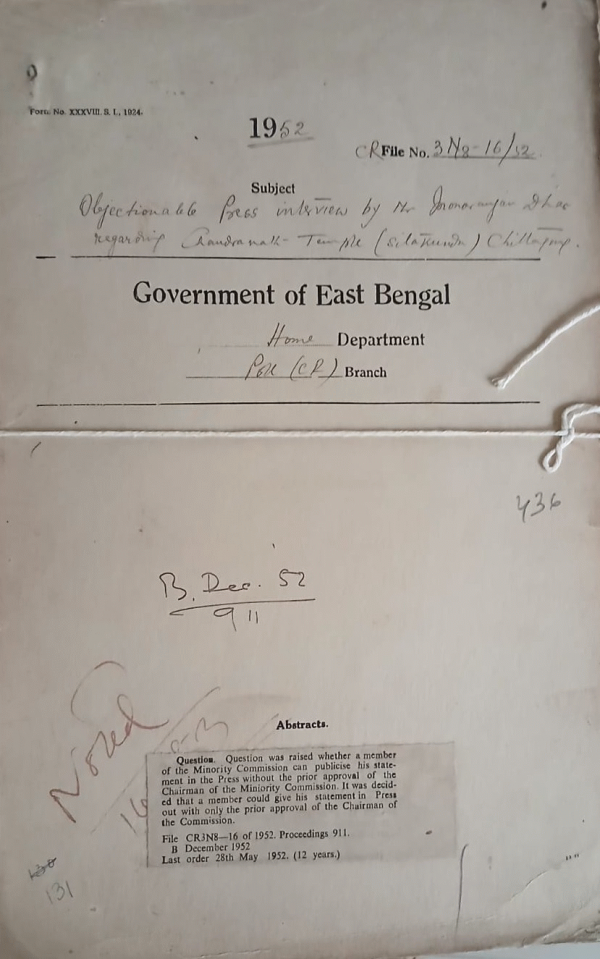 Form No. XXXVIII. S. I., 1924.
1952
CR File No. 3N8-16/52
Subject
Objectionable Press interview by Mr Monoranjan Dhar
regarding Chandranath Temple (Sitakunda) Chittagong.
Government of East Bengal
Home Department
Poll (CR) Branch
436
B. Dec. 52
911
Noted
Abstracts.
Question. Question was raised whether a member
of the Minority Commission can publicise his state-
ment in the Press without the prior approval of the
Chairman of the Miniority Commission. It was decid-
ed that a member could give his statement in Press
out with only the prior approval of the Chairman of
the Commission.
File CR3N8—16 of 1952. Proceedings 911.
B December 1952
Last order 28th May 1952. (12 years.)
131